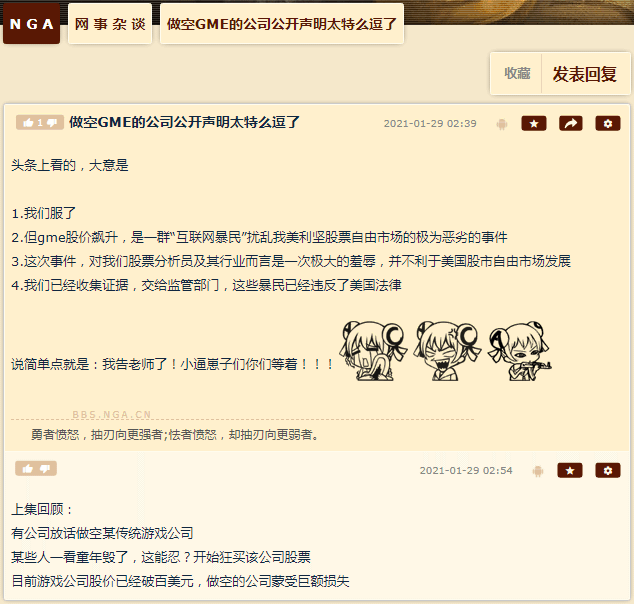 NGA
网事杂谈
做空GME的公司公开声明太特么逗了
收藏
发表回复
1
做空GME的公司公开声明太特么逗了
2021-01-29 02:39
头条上看的，大意是
1.我们服了
2.但gme股价飙升，是一群“互联网暴民”扰乱我美利坚股票自由市场的极为恶劣的事件
3.这次事件，对我们股票分析员及其行业而言是一次极大的羞辱，并不利于美国股市自由市场发展
4.我们已经收集证据，交给监管部门，这些暴民已经违反了美国法律
说简单点就是：我告老师了！小逼崽子们你们等着！！！
BBS.NGA.CN
勇者愤怒，抽刃向更强者;怯者愤怒，却抽刃向更弱者。
2021-01-29 02:54
上集回顾：
有公司放话做空某传统游戏公司
某些人一看童年毁了，这能忍？开始狂买该公司股票
目前游戏公司股价已经破百美元，做空的公司蒙受巨额损失